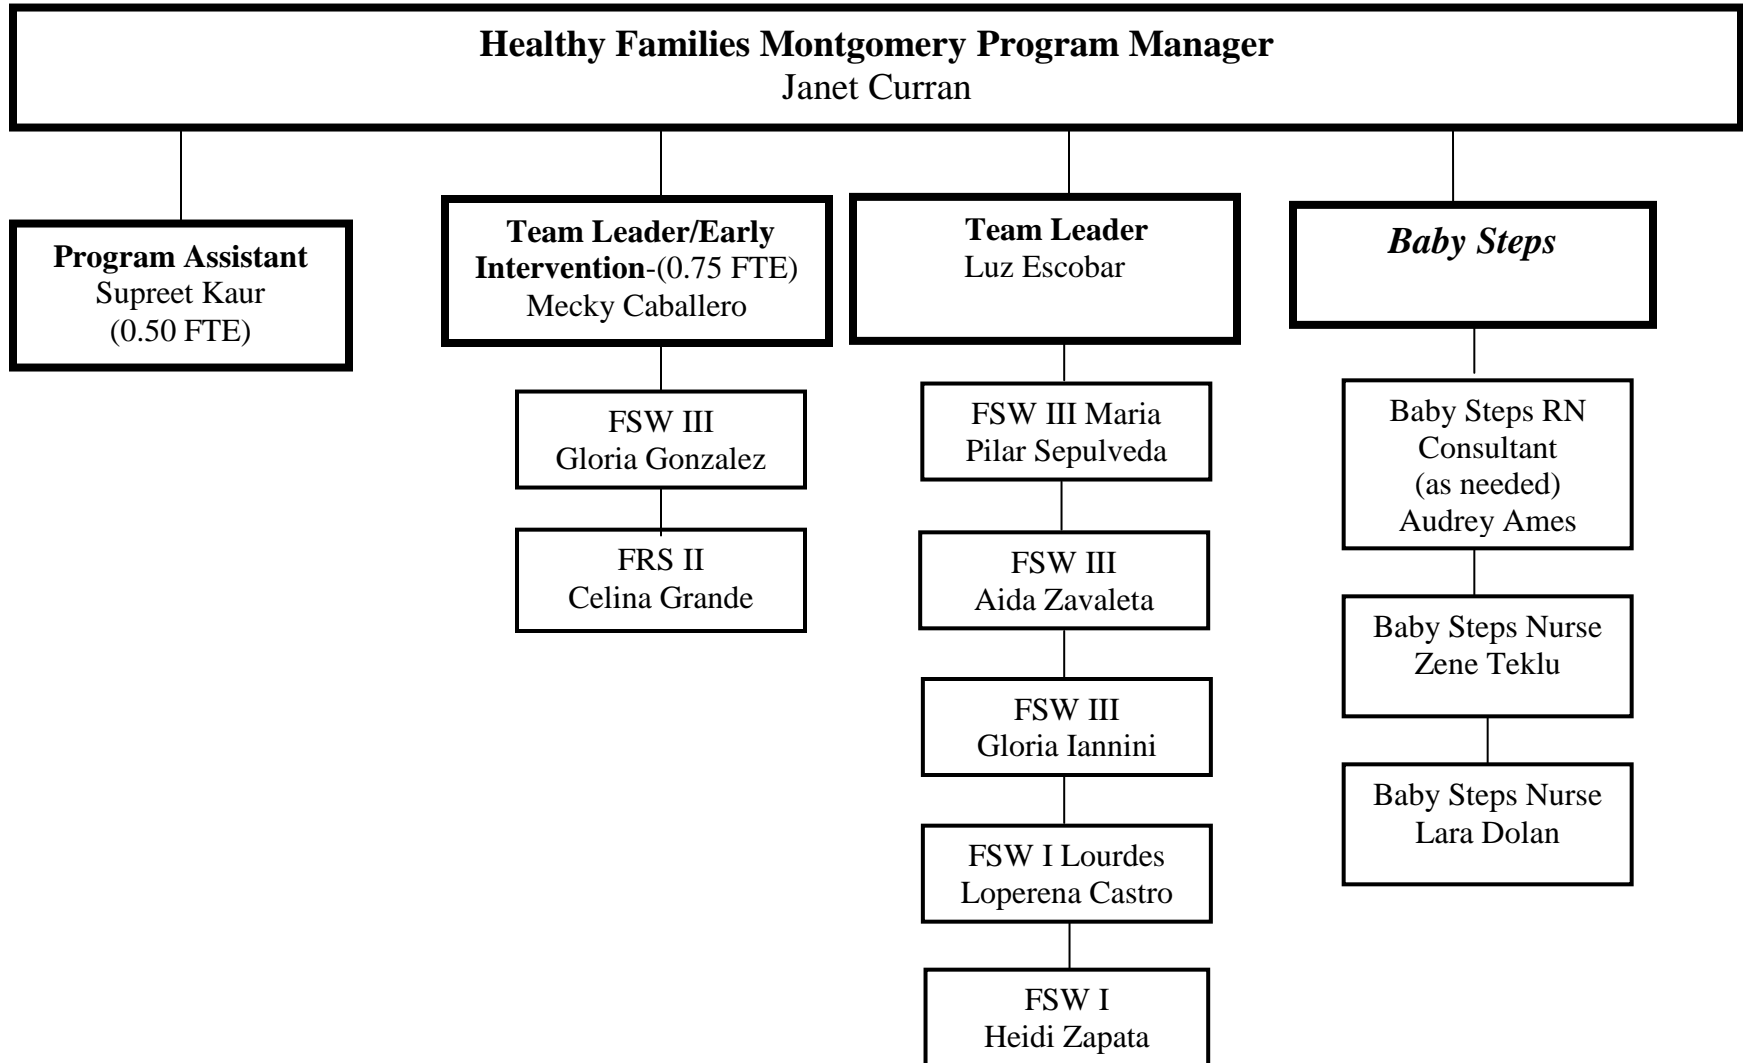 Healthy Families Montgomery Program Manager
Janet Curran
Program Assistant
Supreet Kaur
(0.50 FTE)
Team Leader/Early
Intervention-(0.75 FTE)
Mecky Caballero
FSW III
Gloria Gonzalez
FRS II
Celina Grande
Team Leader
Luz Escobar
FSW III Maria
Pilar Sepulveda
FSW III
Aida Zavaleta
FSW III
Gloria Iannini
FSW I Lourdes
Loperena Castro
FSW I
Heidi Zapata
Baby Steps
Baby Steps RN
Consultant
(as needed)
Audrey Ames
Baby Steps Nurse
Zene Teklu
Baby Steps Nurse
Lara Dolan